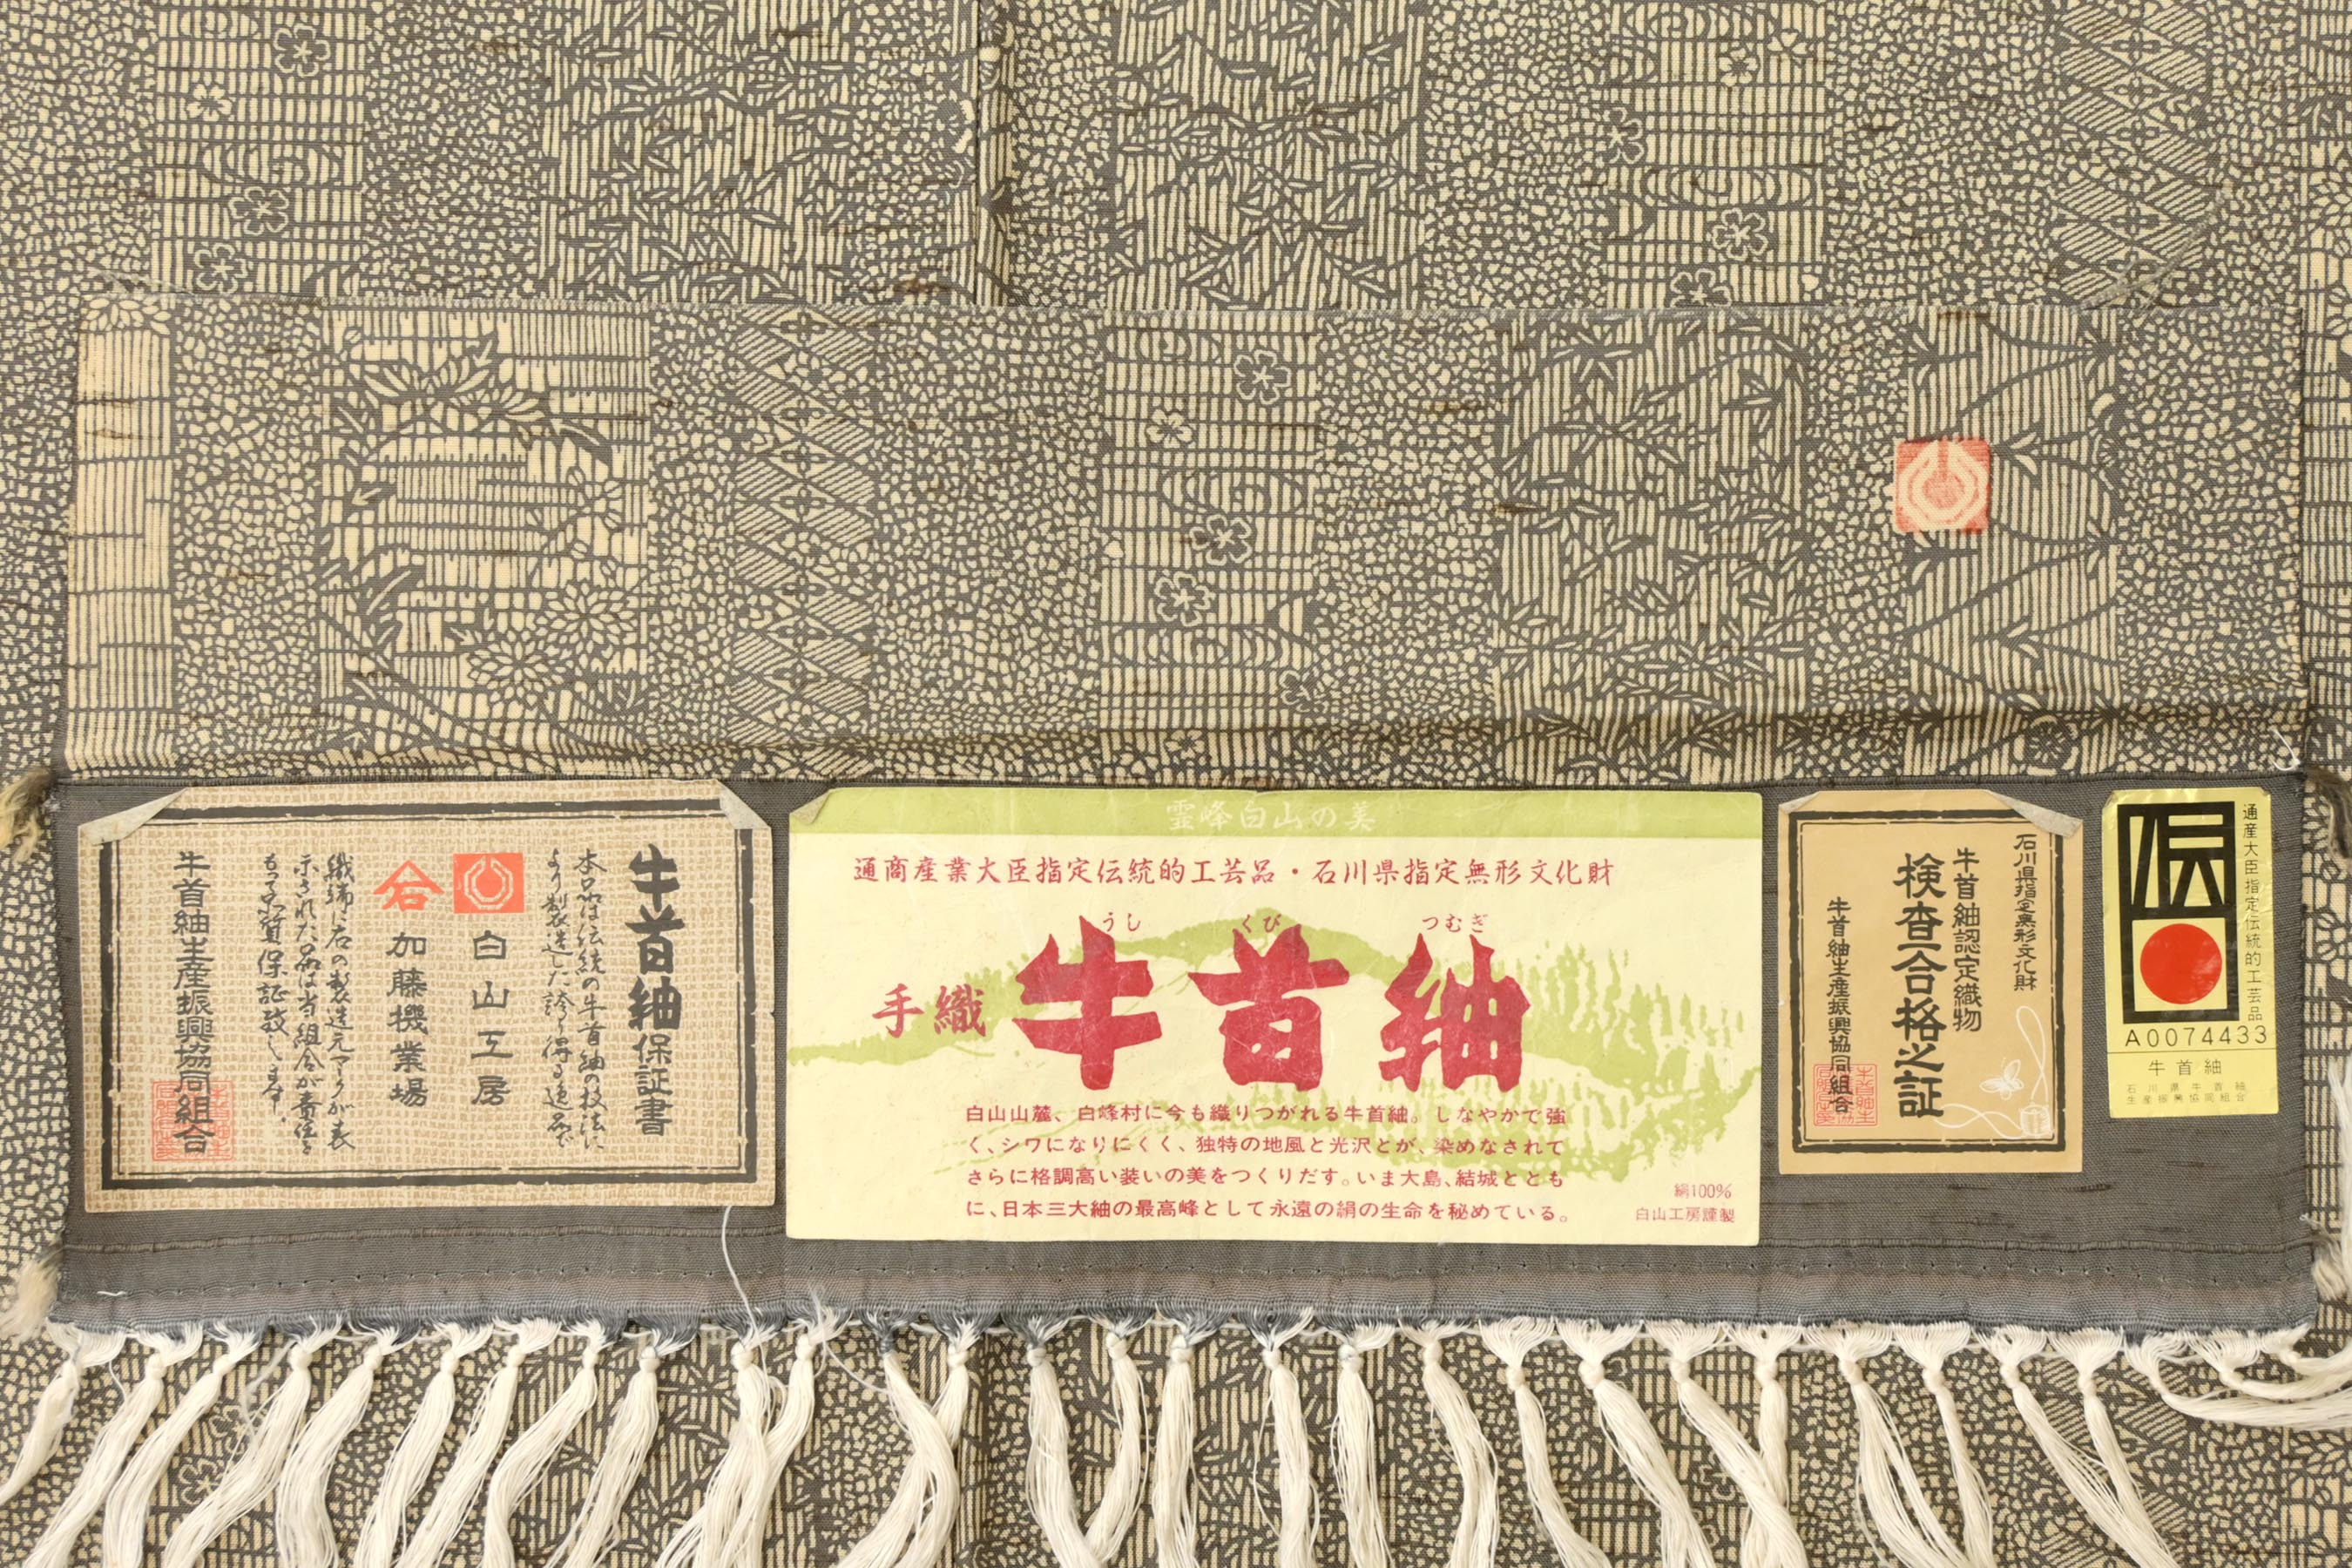 牛首紬保証書
本品は伝統の牛首紬の技法に
より製造した誇り得る逸品で
白山工房
加藤機業場
織端に右の製造元マークが表
示された品は当組合が責任を
もって品質保証致します。
牛首紬生産振興協同組合
霊峰白山の美
通商産業大臣指定伝統的工芸品・石川県指定無形文化財
うし くび つむぎ
手織 牛首紬
白山山麓、白峰村に今も織りつがれる牛首紬。しなやかで強
く、シワになりにくく、独特の地風と光沢とが、染めなされて
さらに格調高い装いの美をつくりだす。いま大島、結城ととも
に、日本三大紬の最高峰として永遠の絹の生命を秘めている。
絹100%
白山工房謹製
石川県指定無形文化財
牛首紬認定織物
検査合格之証
牛首紬生産振興協同組合
通産大臣指定伝統的工芸品
伝
A0074433
牛首紬
石川県牛首紬
生産振興協同組合